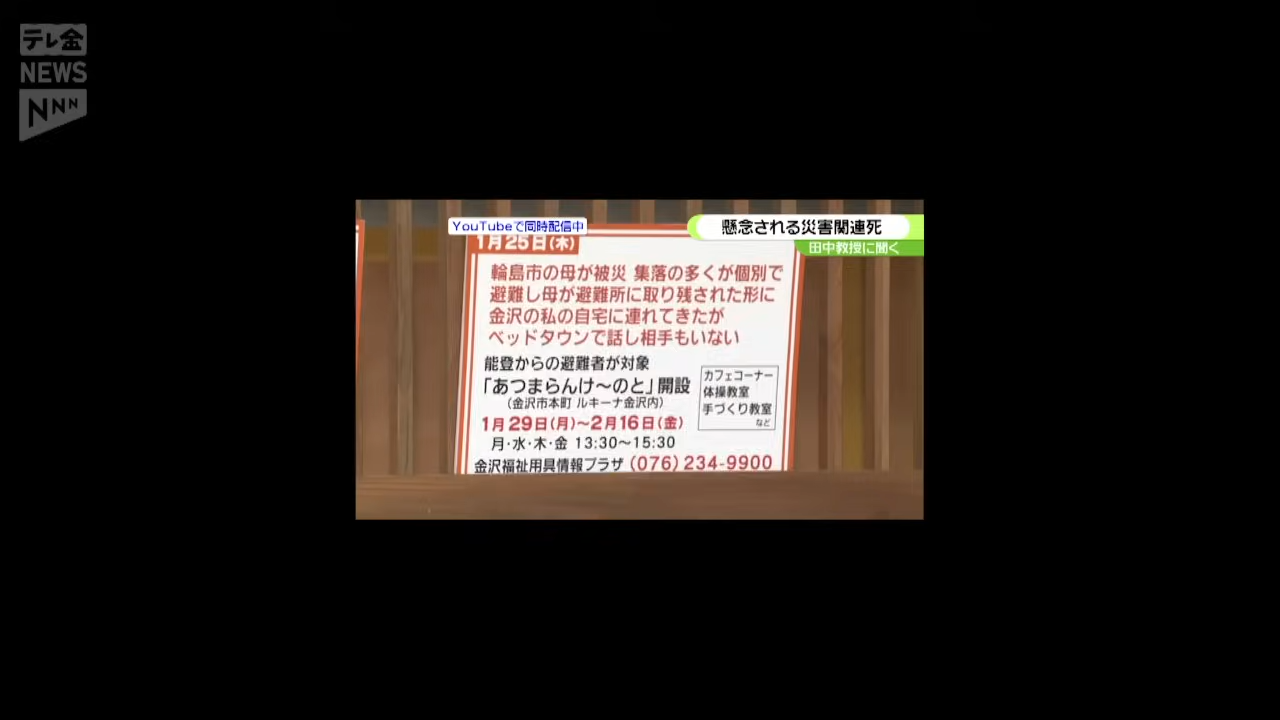 テレ金
NEWS
NNN
YouTubeで同時配信中
懸念される災害関連死
田中教授に聞く
1月25日(木)
輪島市の母が被災 集落の多くが個別で
避難し母が避難所に取り残された形に
金沢の私の自宅に連れてきたが
ベッドタウンで話し相手もいない
能登からの避難者が対象
「あつまらんけ～のと」開設
(金沢市本町 ルキーナ金沢内)
1月29日(月)～2月16日(金)
月・水・木・金 13:30～15:30
カフェコーナー
体操教室
手づくり教室
など
金沢福祉用具情報プラザ (076)234-9900